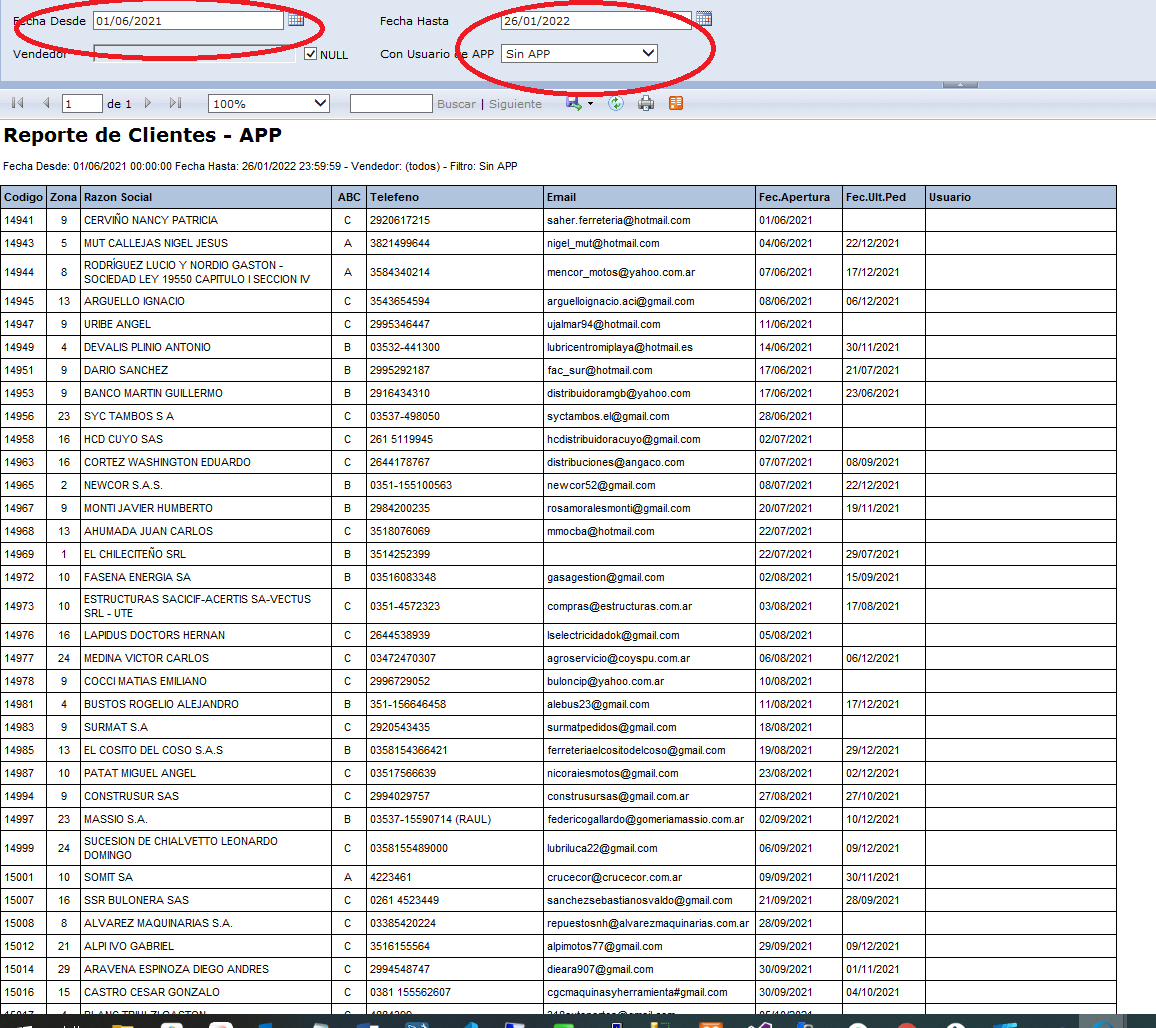 Fecha Desde 01/06/2021 Fecha Hasta 26/01/2022
Vendedor NULL Con Usuario de APP Sin APP
1 de 1 100% Buscar | Siguiente
Reporte de Clientes - APP
Fecha Desde: 01/06/2021 00:00:00 Fecha Hasta: 26/01/2022 23:59:59 - Vendedor: (todos) - Filtro: Sin APP
Codigo Zona Razon Social ABC Telefeno Email Fec.Apertura Fec.Ult.Ped Usuario
14941 9 CERVIÑO NANCY PATRICIA C 2920617215 saher.ferreteria@hotmail.com 01/06/2021
14943 5 MUT CALLEJAS NIGEL JESUS A 3821499644 nigel_mut@hotmail.com 04/06/2021 22/12/2021
14944 8 RODRÍGUEZ LUCIO Y NORDIO GASTON - SOCIEDAD LEY 19550 CAPITULO I SECCION IV A 3584340214 mencor_motos@yahoo.com.ar 07/06/2021 17/12/2021
14945 13 ARGUELLO IGNACIO C 3543654594 arguelloignacio.aci@gmail.com 08/06/2021 06/12/2021
14947 9 URIBE ANGEL C 2995346447 ujalmar94@hotmail.com 11/06/2021
14949 4 DEVALIS PLINIO ANTONIO B 03532-441300 lubricentromiplaya@hotmail.es 14/06/2021 30/11/2021
14951 9 DARIO SANCHEZ B 2995292187 fac_sur@hotmail.com 17/06/2021 21/07/2021
14953 9 BANCO MARTIN GUILLERMO B 2916434310 distribuidoramgb@yahoo.com 17/06/2021 23/06/2021
14956 23 SYC TAMBOS S A C 03537-498050 syctambos.el@gmail.com 28/06/2021
14958 16 HCD CUYO SAS C 261 5119945 hcdistribuidoracuyo@gmail.com 02/07/2021
14963 16 CORTEZ WASHINGTON EDUARDO C 2644178767 distribuciones@angaco.com 07/07/2021 08/09/2021
14965 2 NEWCOR S.A.S. B 0351-155100563 newcor52@gmail.com 08/07/2021 22/12/2021
14967 9 MONTI JAVIER HUMBERTO B 2984200235 rosamoralesmonti@gmail.com 20/07/2021 19/11/2021
14968 13 AHUMADA JUAN CARLOS C 3518076069 mmocba@hotmail.com 22/07/2021
14969 1 EL CHILECITEÑO SRL B 3514252399 22/07/2021 29/07/2021
14972 10 FASENA ENERGIA SA B 03516083348 gasagestion@gmail.com 02/08/2021 15/09/2021
14973 10 ESTRUCTURAS SACICIF-ACERTIS SA-VECTUS SRL - UTE C 0351-4572323 compras@estructuras.com.ar 03/08/2021 17/08/2021
14976 16 LAPIDUS DOCTORS HERNAN C 2644538939 lselectricidadok@gmail.com 05/08/2021
14977 24 MEDINA VICTOR CARLOS C 03472470307 agroservicio@coyspu.com.ar 06/08/2021 06/12/2021
14978 9 COCCI MATIAS EMILIANO C 2996729052 buloncip@yahoo.com.ar 10/08/2021
14981 4 BUSTOS ROGELIO ALEJANDRO B 351-156646458 alebus23@gmail.com 11/08/2021 17/12/2021
14983 9 SURMAT S.A C 2920543435 surmatpedidos@gmail.com 18/08/2021
14985 13 EL COSITO DEL COSO S.A.S B 0358154366421 ferreteriaelcositodelcoso@gmail.com 19/08/2021 29/12/2021
14987 10 PATAT MIGUEL ANGEL C 03517566639 nicoraiesmotos@gmail.com 23/08/2021 02/12/2021
14994 9 CONSTRUSUR SAS C 2994029757 construsursas@gmail.com.ar 27/08/2021 27/10/2021
14997 23 MASSIO S.A. B 03537-15590714 (RAUL) federicogallardo@gomeriamassio.com.ar 02/09/2021 10/12/2021
14999 24 SUCESION DE CHIALVETTO LEONARDO DOMINGO C 0358155489000 lubriluca22@gmail.com 06/09/2021 09/12/2021
15001 10 SOMIT SA A 4223461 crucecor@crucecor.com.ar 09/09/2021 30/11/2021
15007 16 SSR BULONERA SAS C 0261 4523449 sanchezsebastianosvaldo@gmail.com 21/09/2021 28/09/2021
15008 8 ALVAREZ MAQUINARIAS S.A. C 03385420224 repuestosnh@alvarezmaquinarias.com.ar 28/09/2021
15012 21 ALPI IVO GABRIEL C 3516155564 alpimotos77@gmail.com 29/09/2021 09/12/2021
15014 29 ARAVENA ESPINOZA DIEGO ANDRES C 2994548747 dieara907@gmail.com 30/09/2021 01/11/2021
15016 15 CASTRO CESAR GONZALO C 0381 155562607 cgcmaquinasyherramienta#gmail.com 30/09/2021 04/10/2021